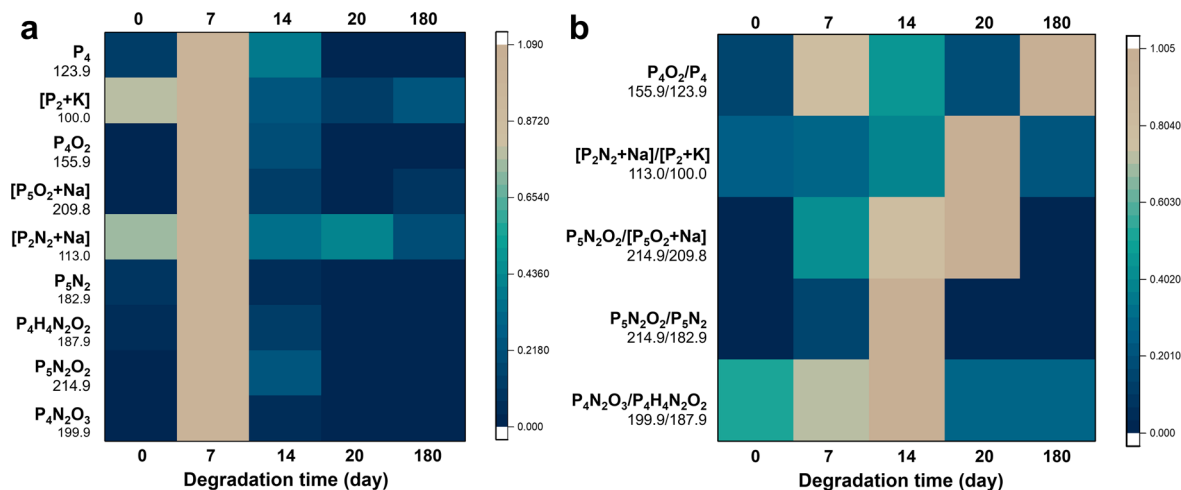 a
0 7 14 20 180
P₄
123.9
[P₂+K]
100.0
P₄O₂
155.9
[P₅O₂+Na]
209.8
[P₂N₂+Na]
113.0
P₅N₂
182.9
P₄H₄N₂O₂
187.9
P₅N₂O₂
214.9
P₄N₂O₃
199.9
0 7 14 20 180
Degradation time (day)
1.090
0.8720
0.6540
0.4360
0.2180
0.000
b
0 7 14 20 180
P₄O₂/P₄
155.9/123.9
[P₂N₂+Na]/[P₂+K]
113.0/100.0
P₅N₂O₂/[P₅O₂+Na]
214.9/209.8
P₅N₂O₂/P₅N₂
214.9/182.9
P₄N₂O₃/P₄H₄N₂O₂
199.9/187.9
0 7 14 20 180
Degradation time (day)
1.005
0.8040
0.6030
0.4020
0.2010
0.000